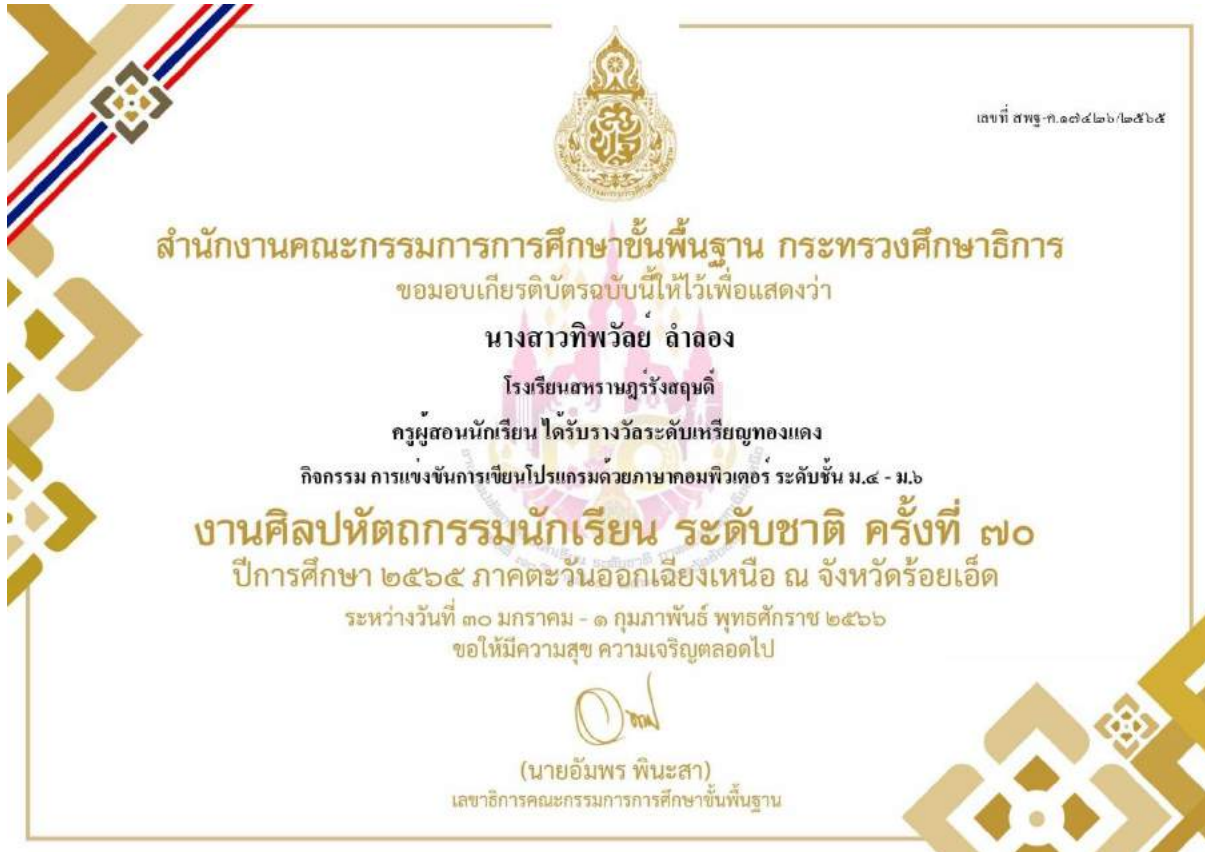 เลขที่ สพฐ-ค.๑๗๔๒๖/๒๕๖๕
สำนักงานคณะกรรมการการศึกษาขั้นพื้นฐาน กระทรวงศึกษาธิการ
ขอมอบเกียรติบัตรฉบับนี้ให้ไว้เพื่อแสดงว่า
นางสาวทิพวัลย์ ลำลอง
โรงเรียนสหราษฎร์รังสฤษดิ์
ครูผู้สอนนักเรียน ได้รับรางวัลระดับเหรียญทองแดง
กิจกรรม การแข่งขันการเขียนโปรแกรมด้วยภาษาคอมพิวเตอร์ ระดับชั้น ม.๔ - ม.๖
งานศิลปหัตถกรรมนักเรียน ระดับชาติ ครั้งที่ ๗๐
ปีการศึกษา ๒๕๖๕ ภาคตะวันออกเฉียงเหนือ ณ จังหวัดร้อยเอ็ด
ระหว่างวันที่ ๓๐ มกราคม - ๑ กุมภาพันธ์ พุทธศักราช ๒๕๖๖
ขอให้มีความสุข ความเจริญตลอดไป
(นายอัมพร พินะสา)
เลขาธิการคณะกรรมการการศึกษาขั้นพื้นฐาน